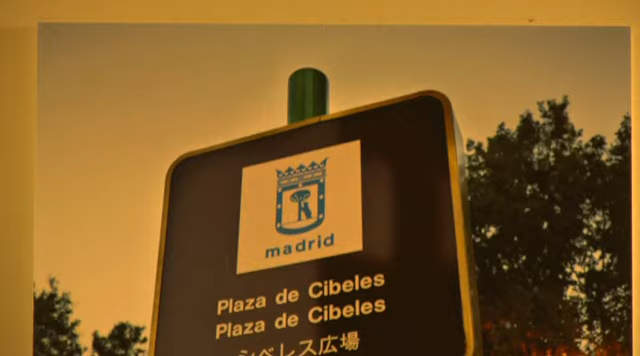 madrid
Plaza de Cibeles
Plaza de Cibeles
シベレス広場